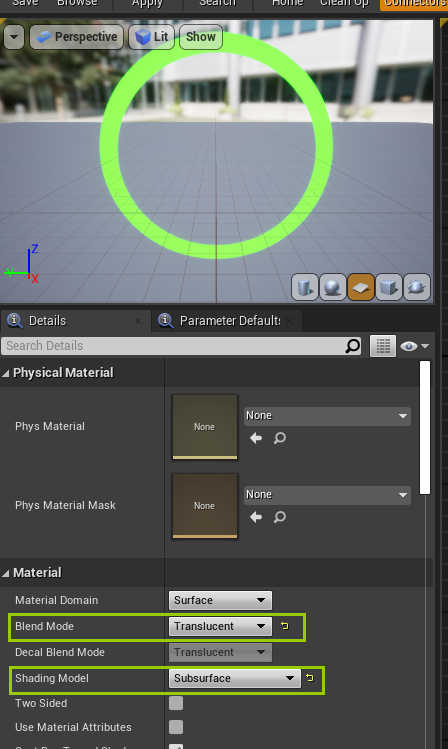 Save Browse Apply Search Home Clean Up Connectors
Perspective Lit Show
Z
Y
X
Details Parameter Defaults
Search Details
Physical Material
Phys Material None None
Phys Material Mask None None
Material
Material Domain Surface
Blend Mode Translucent
Decal Blend Mode Translucent
Shading Model Subsurface
Two Sided
Use Material Attributes